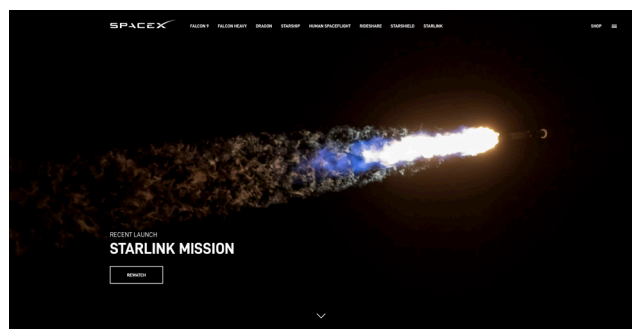 SPACEX
FALCON 9 FALCON HEAVY DRAGON STARSHIP HUMAN SPACEFLIGHT RIDESHARE STARSHIELD STARLINK SHOP
RECENT LAUNCH
STARLINK MISSION
REWATCH